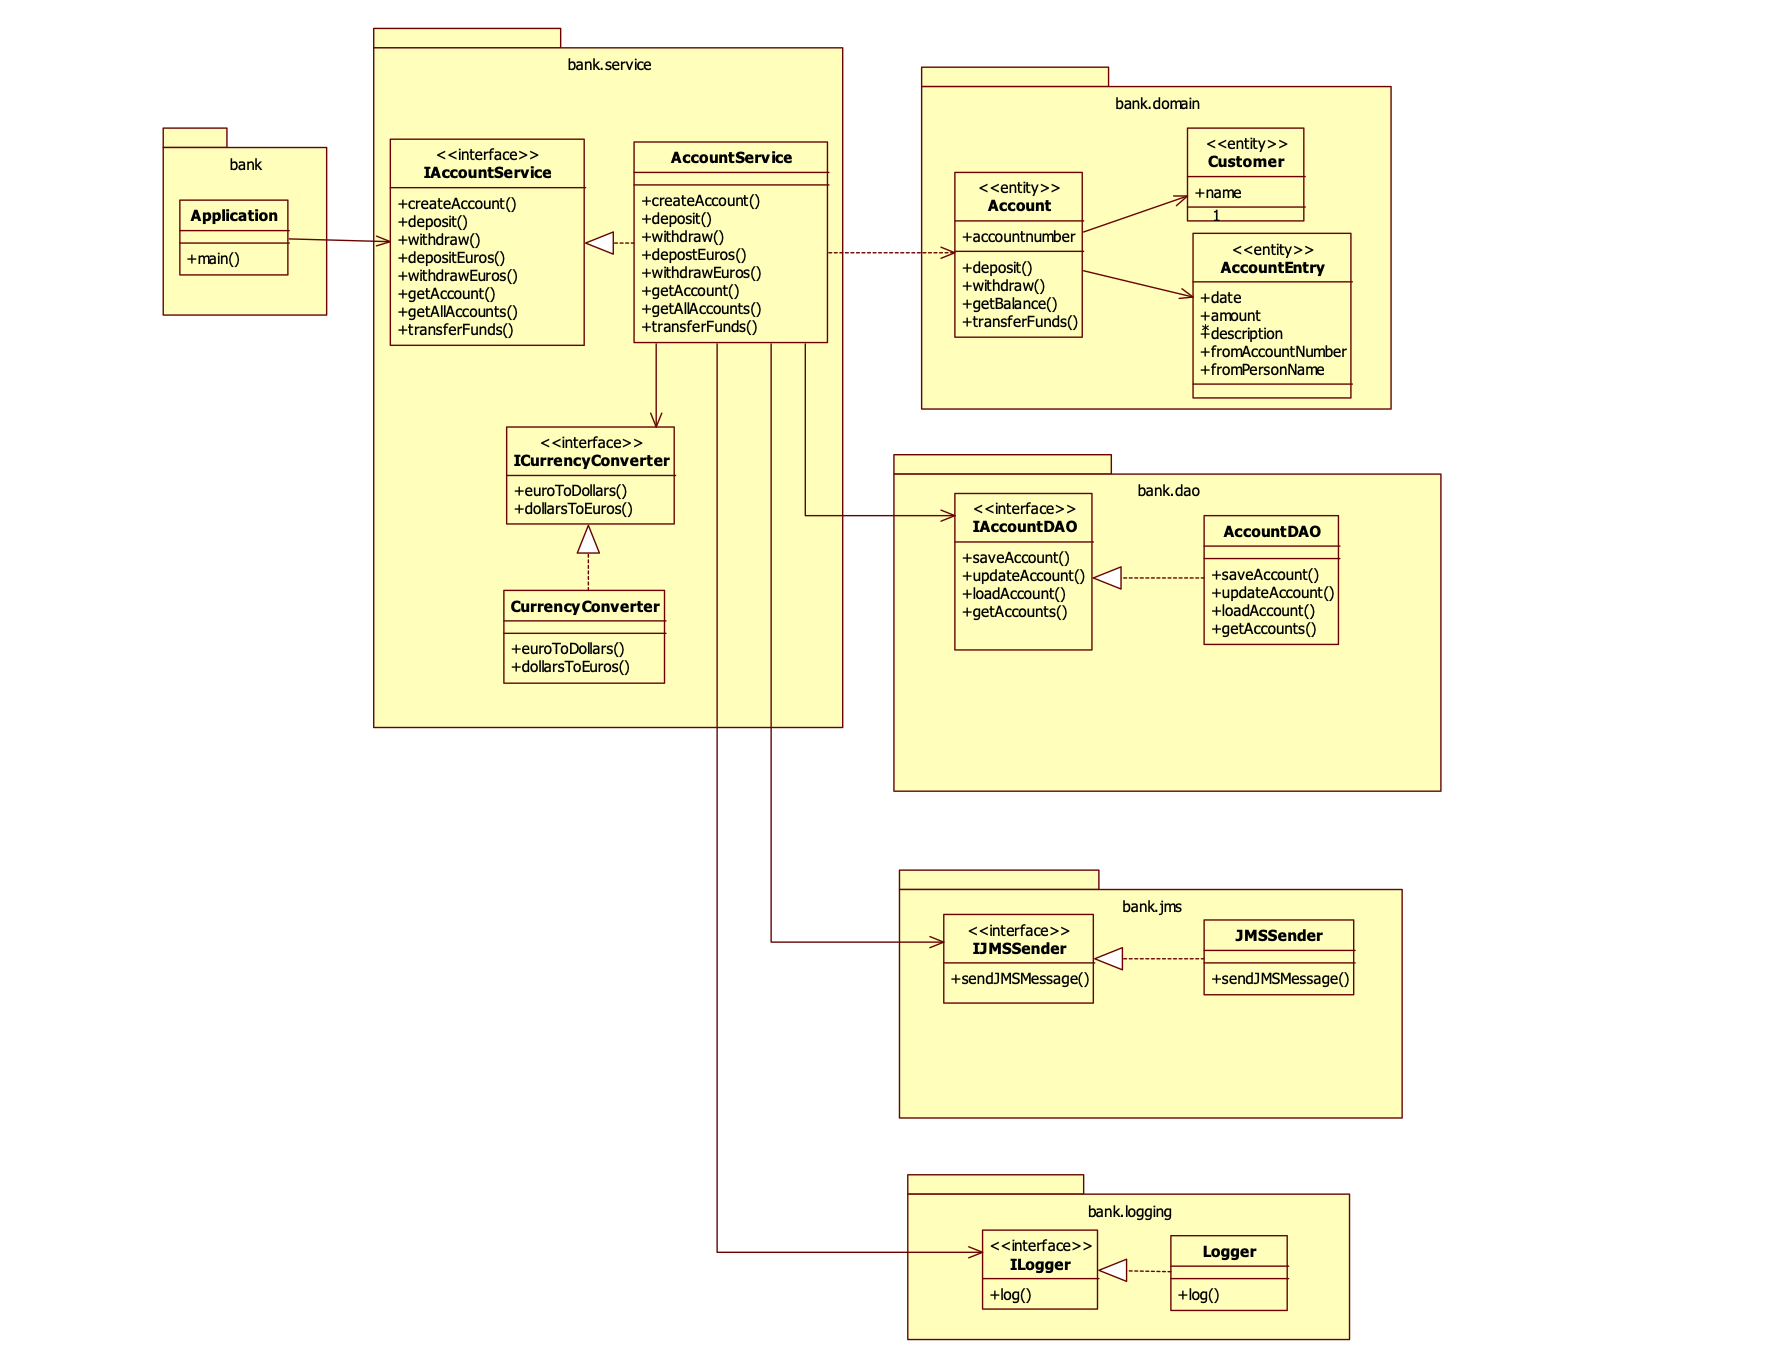 bank
Application
+main()
bank.service
<<interface>>
IAccountService
+createAccount()
+deposit()
+withdraw()
+depositEuros()
+withdrawEuros()
+getAccount()
+getAllAccounts()
+transferFunds()
AccountService
+createAccount()
+deposit()
+withdraw()
+depostEuros()
+withdrawEuros()
+getAccount()
+getAllAccounts()
+transferFunds()
<<interface>>
ICurrencyConverter
+euroToDollars()
+dollarsToEuros()
CurrencyConverter
+euroToDollars()
+dollarsToEuros()
bank.domain
<<entity>>
Account
+accountnumber
+deposit()
+withdraw()
+getBalance()
+transferFunds()
<<entity>>
Customer
+name
1
<<entity>>
AccountEntry
+date
+amount
*
+description
+fromAccountNumber
+fromPersonName
bank.dao
<<interface>>
IAccountDAO
+saveAccount()
+updateAccount()
+loadAccount()
+getAccounts()
AccountDAO
+saveAccount()
+updateAccount()
+loadAccount()
+getAccounts()
bank.jms
<<interface>>
IJMSSender
+sendJMSMessage()
JMSSender
+sendJMSMessage()
bank.logging
<<interface>>
ILogger
+log()
Logger
+log()